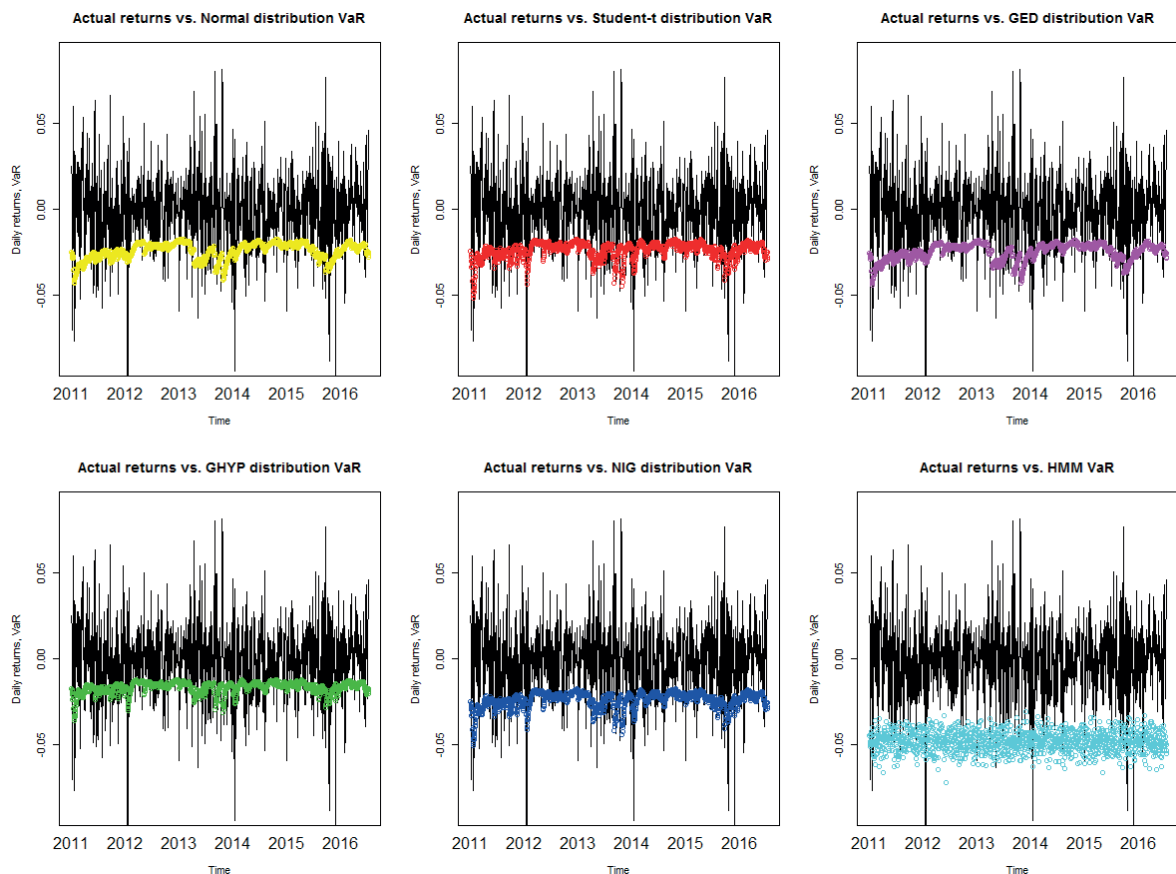 Actual returns vs. Normal distribution VaR
Daily returns, VaR
0.05
0.00
-0.05
2011 2012 2013 2014 2015 2016
Time
Actual returns vs. Student-t distribution VaR
Daily returns, VaR
0.05
0.00
-0.05
2011 2012 2013 2014 2015 2016
Time
Actual returns vs. GED distribution VaR
Daily returns, VaR
0.05
0.00
-0.05
2011 2012 2013 2014 2015 2016
Time
Actual returns vs. GHYP distribution VaR
Daily returns, VaR
0.05
0.00
-0.05
2011 2012 2013 2014 2015 2016
Time
Actual returns vs. NIG distribution VaR
Daily returns, VaR
0.05
0.00
-0.05
2011 2012 2013 2014 2015 2016
Time
Actual returns vs. HMM VaR
Daily returns, VaR
0.05
0.00
-0.05
2011 2012 2013 2014 2015 2016
Time